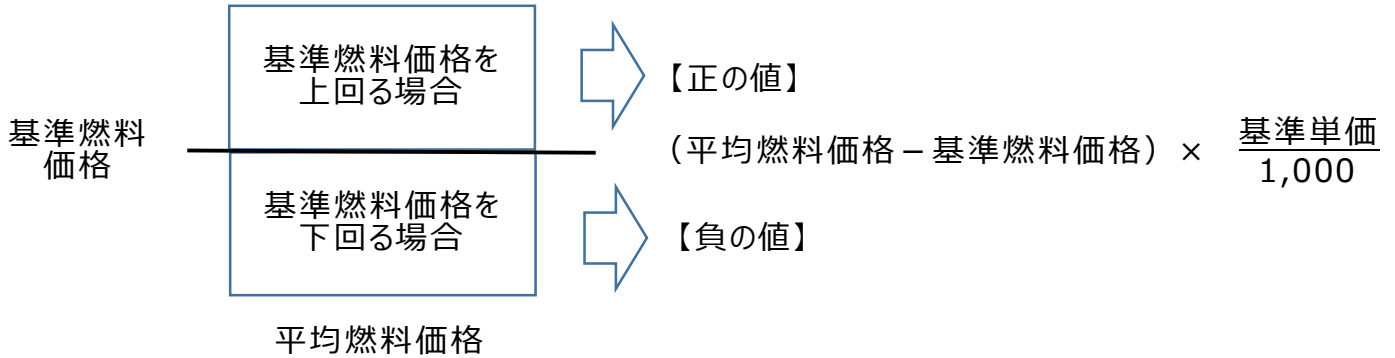 基準燃料価格を
上回る場合
【正の値】
基準燃料
価格
（平均燃料価格－基準燃料価格）× 基準単価
1,000
基準燃料価格を
下回る場合
【負の値】
平均燃料価格